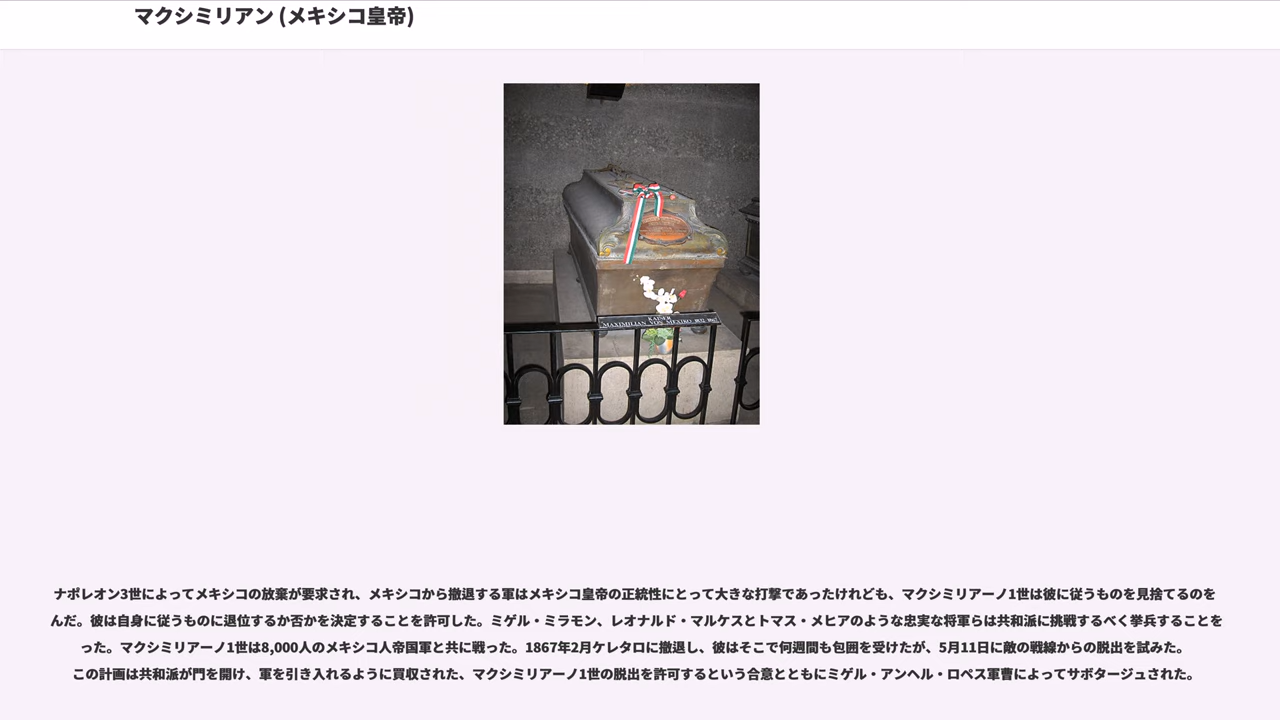 マクシミリアン (メキシコ皇帝)
KAISER
MAXIMILIAN VON MEXIKO 1832 1867
ナポレオン3世によってメキシコの放棄が要求され、メキシコから撤退する軍はメキシコ皇帝の正統性にとって大きな打撃であったけれども、マクシミリアーノ1世は彼に従うものを見捨てるのを
んだ。彼は自身に従うものに退位するか否かを決定することを許可した。ミゲル・ミラモン、レオナルド・マルケスとトマス・メヒアのような忠実な将軍らは共和派に挑戦するべく挙兵することを
った。マクシミリアーノ1世は8,000人のメキシコ人帝国軍と共に戦った。1867年2月ケレタロに撤退し、彼はそこで何週間も包囲を受けたが、5月11日に敵の戦線からの脱出を試みた。
この計画は共和派が門を開け、軍を引き入れるように買収された、マクシミリアーノ1世の脱出を許可するという合意とともにミゲル・アンヘル・ロペス軍曹によってサボタージュされた。